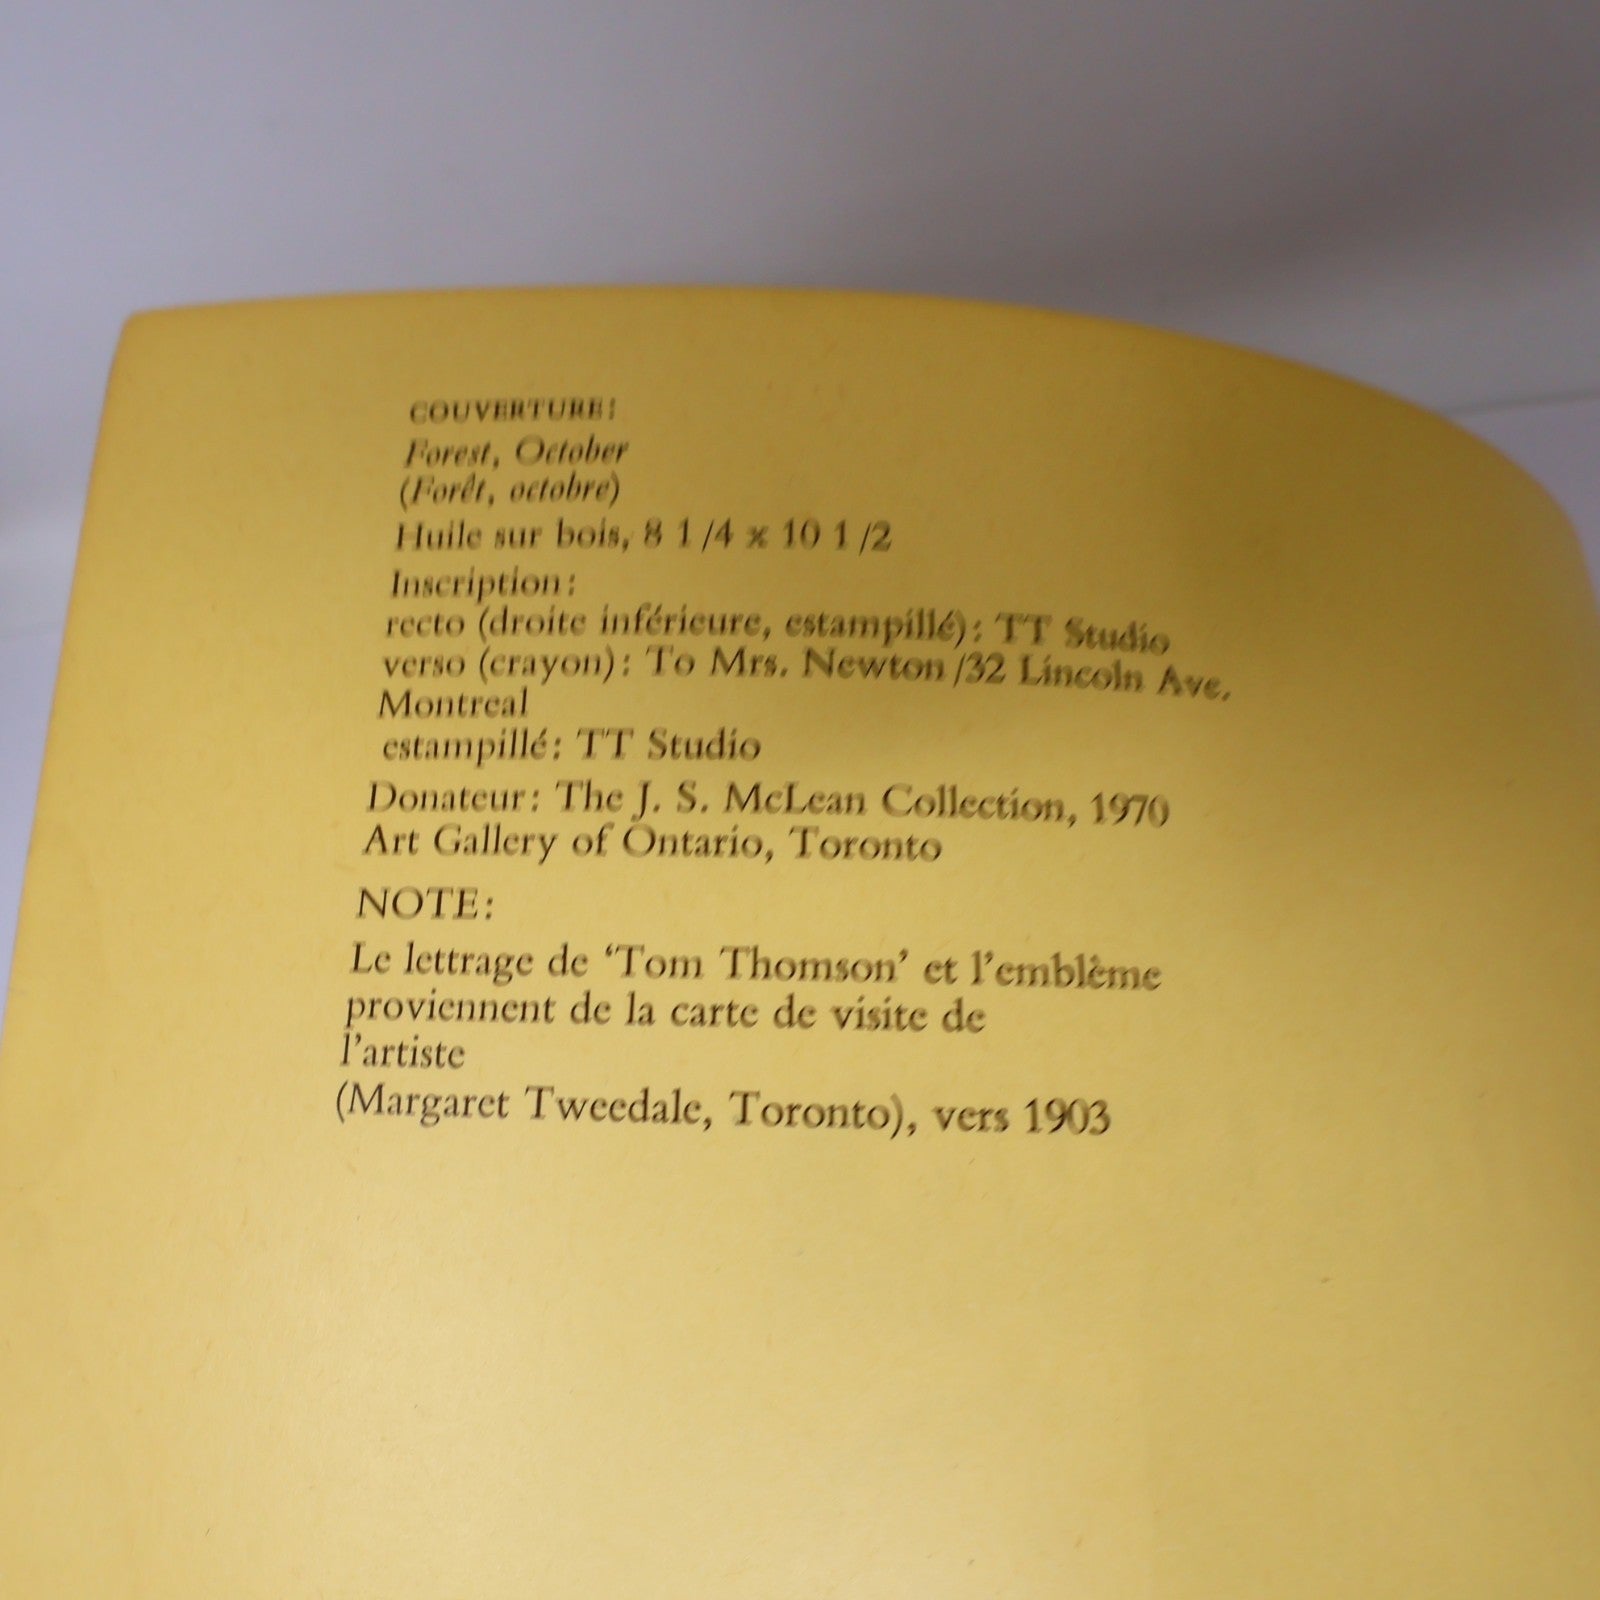 COUVERTURE:
Forest, October
(Forêt, octobre)
Huile sur bois, 8 1/4 x 10 1/2
Inscription:
recto (droite inférieure, estampillé): TT Studio
verso (crayon): To Mrs. Newton/32 Lincoln Ave.
Montreal
estampillé: TT Studio
Donateur: The J. S. McLean Collection, 1970
Art Gallery of Ontario, Toronto
NOTE:
Le lettrage de ‘Tom Thomson’ et l’emblème
proviennent de la carte de visite de
l’artiste
(Margaret Tweedale, Toronto), vers 1903